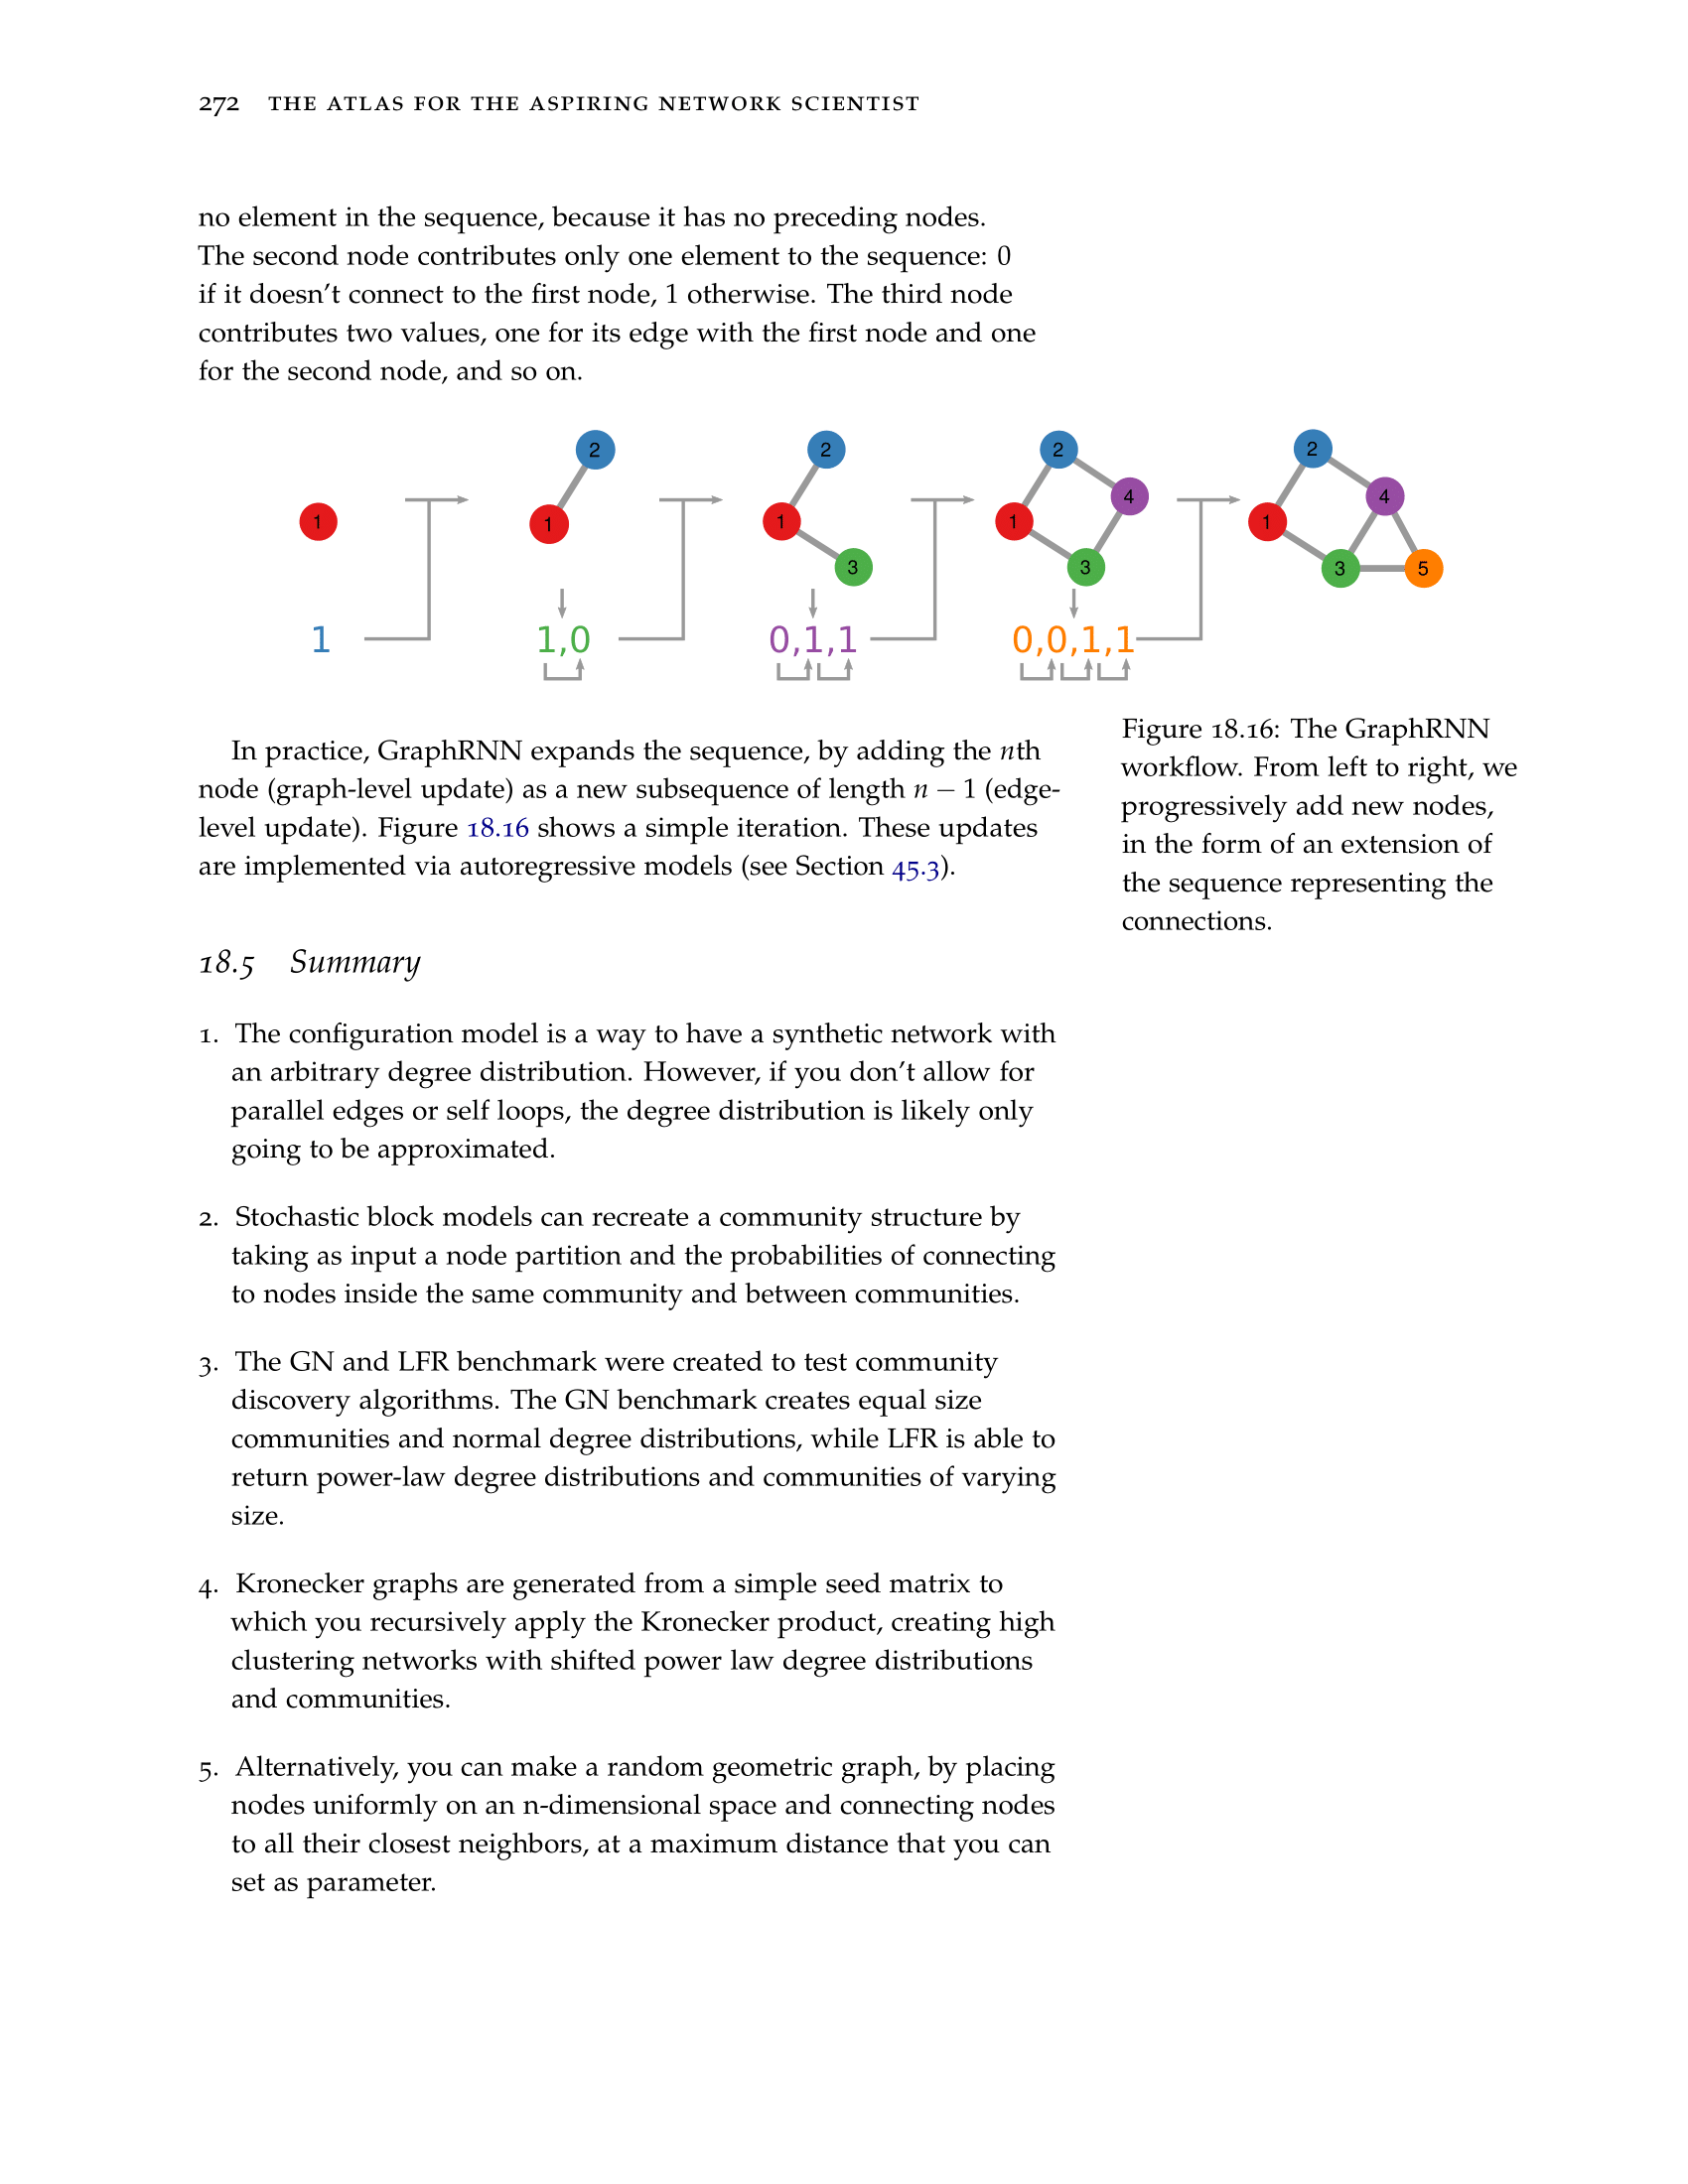 272 THE ATLAS FOR THE ASPIRING NETWORK SCIENTIST
no element in the sequence, because it has no preceding nodes.
The second node contributes only one element to the sequence: 0
if it doesn't connect to the first node, 1 otherwise. The third node
contributes two values, one for its edge with the first node and one
for the second node, and so on.
1
1
2
1
1,0
2
1
3
0,1,1
2
1
4
3
0,0,1,1
2
1
4
3
5
Figure 18.16: The GraphRNN
workflow. From left to right, we
progressively add new nodes,
in the form of an extension of
the sequence representing the
connections.
In practice, GraphRNN expands the sequence, by adding the nth
node (graph-level update) as a new subsequence of length n − 1 (edge-
level update). Figure 18.16 shows a simple iteration. These updates
are implemented via autoregressive models (see Section 45.3).
18.5 Summary
1. The configuration model is a way to have a synthetic network with
an arbitrary degree distribution. However, if you don't allow for
parallel edges or self loops, the degree distribution is likely only
going to be approximated.
2. Stochastic block models can recreate a community structure by
taking as input a node partition and the probabilities of connecting
to nodes inside the same community and between communities.
3. The GN and LFR benchmark were created to test community
discovery algorithms. The GN benchmark creates equal size
communities and normal degree distributions, while LFR is able to
return power-law degree distributions and communities of varying
size.
4. Kronecker graphs are generated from a simple seed matrix to
which you recursively apply the Kronecker product, creating high
clustering networks with shifted power law degree distributions
and communities.
5. Alternatively, you can make a random geometric graph, by placing
nodes uniformly on an n-dimensional space and connecting nodes
to all their closest neighbors, at a maximum distance that you can
set as parameter.